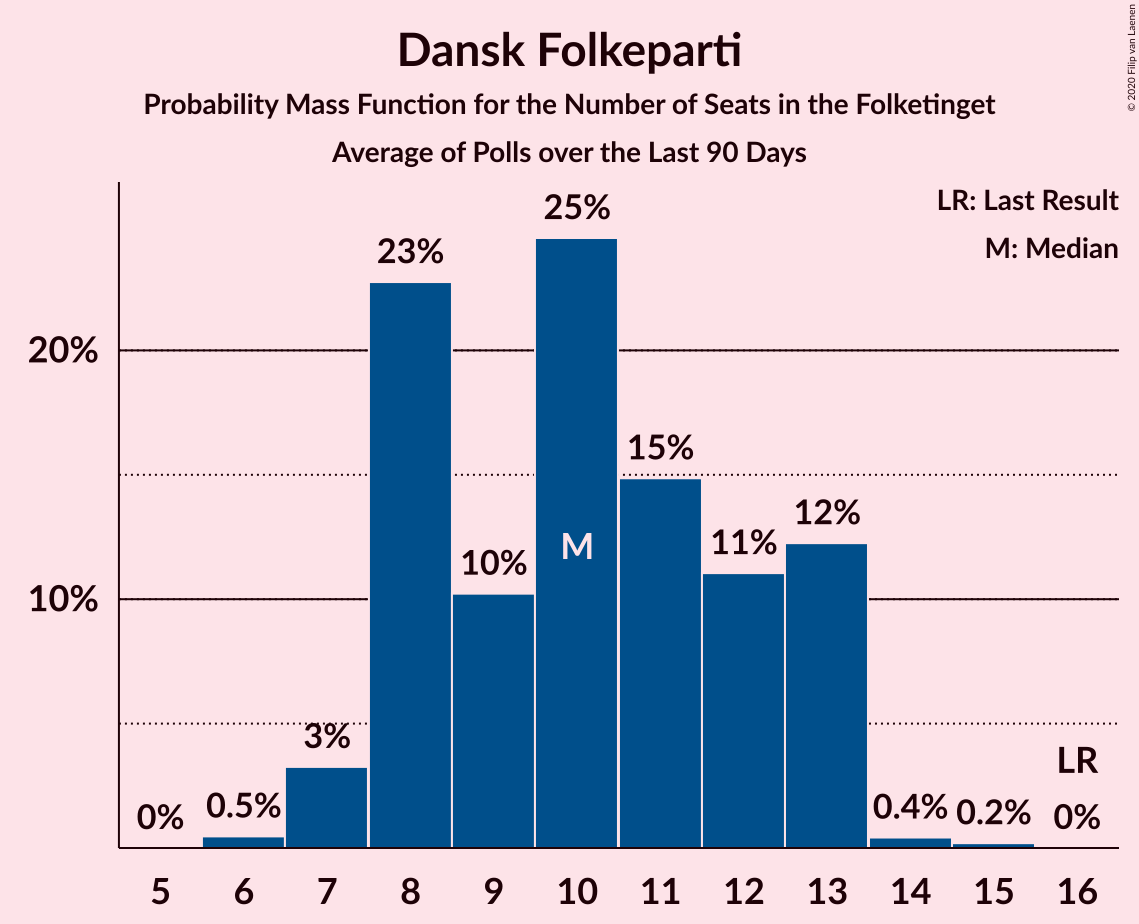 Dansk Folkeparti
Probability Mass Function for the Number of Seats in the Folketinget
Average of Polls over the Last 90 Days
© 2020 Filip van Laenen
LR: Last Result
M: Median
25%
23%
20%
15%
12%
11%
10%
M
10%
3%
LR
0%
0.5%
0.4%
0.2%
0%
5 6 7 8 9 10 11 12 13 14 15 16